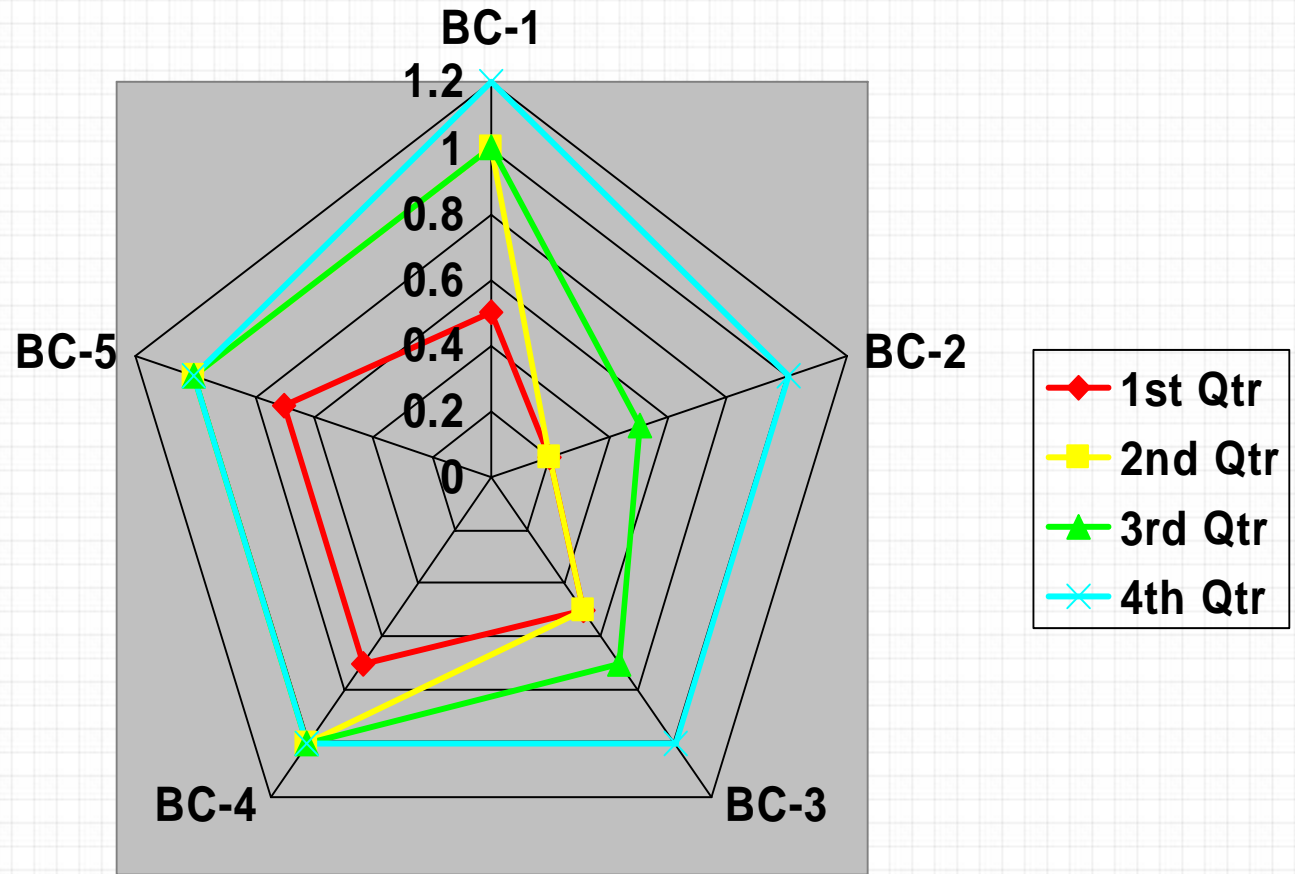 BC-1
1.2
1
0.8
0.6
0.4
0.2
0
BC-5
BC-2
BC-4
BC-3
1st Qtr
2nd Qtr
3rd Qtr
4th Qtr